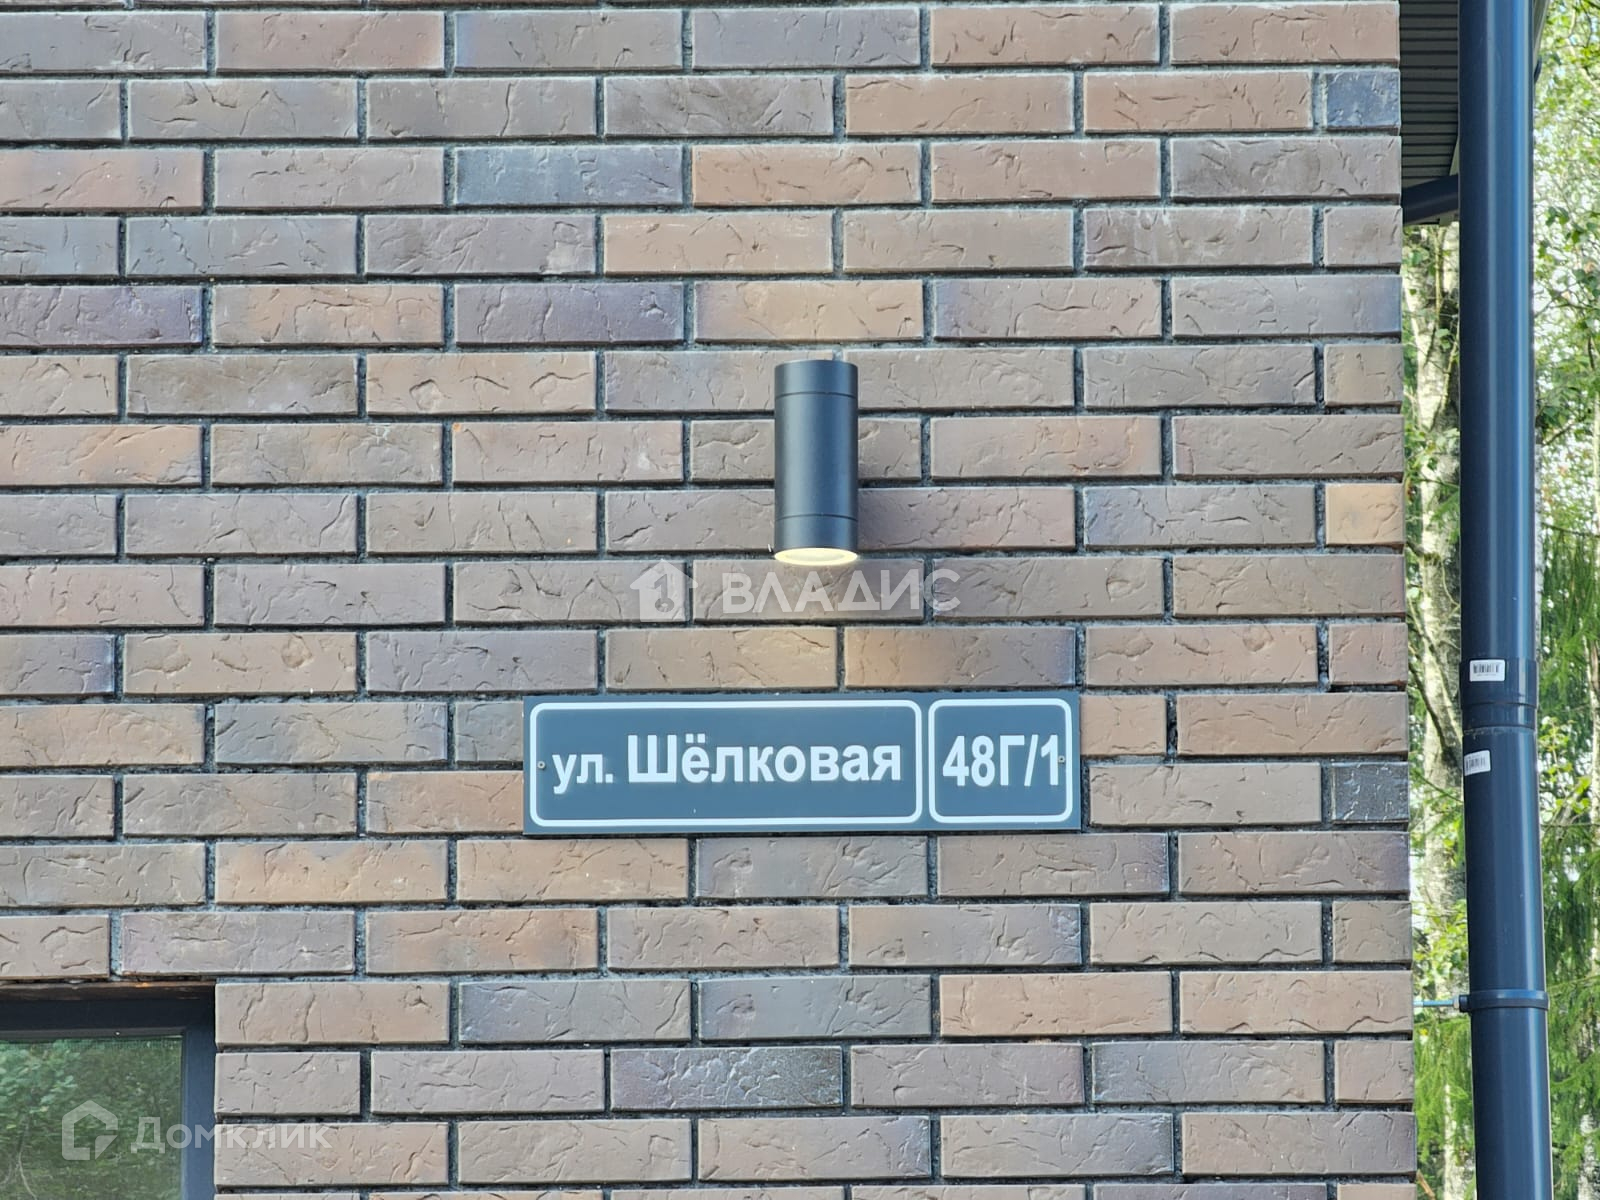 ВЛАДИС
ул. Шёлковая 48Г/1
Домклик